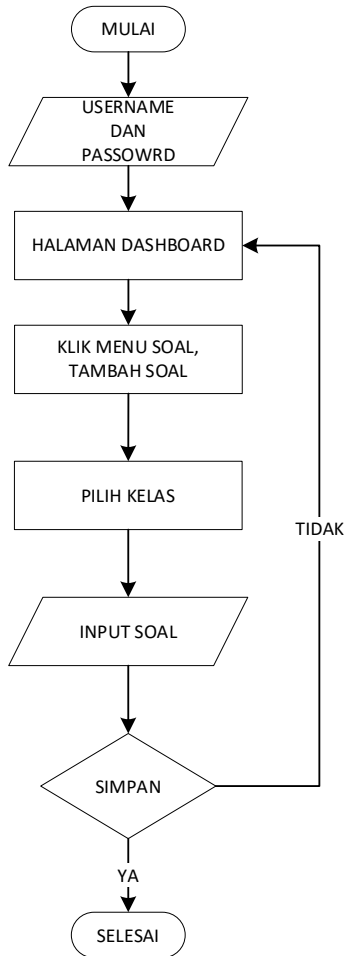 MULAI
USERNAME
DAN
PASSOWRD
HALAMAN DASHBOARD
KLIK MENU SOAL,
TAMBAH SOAL
PILIH KELAS
TIDAK
INPUT SOAL
SIMPAN
YA
SELESAI